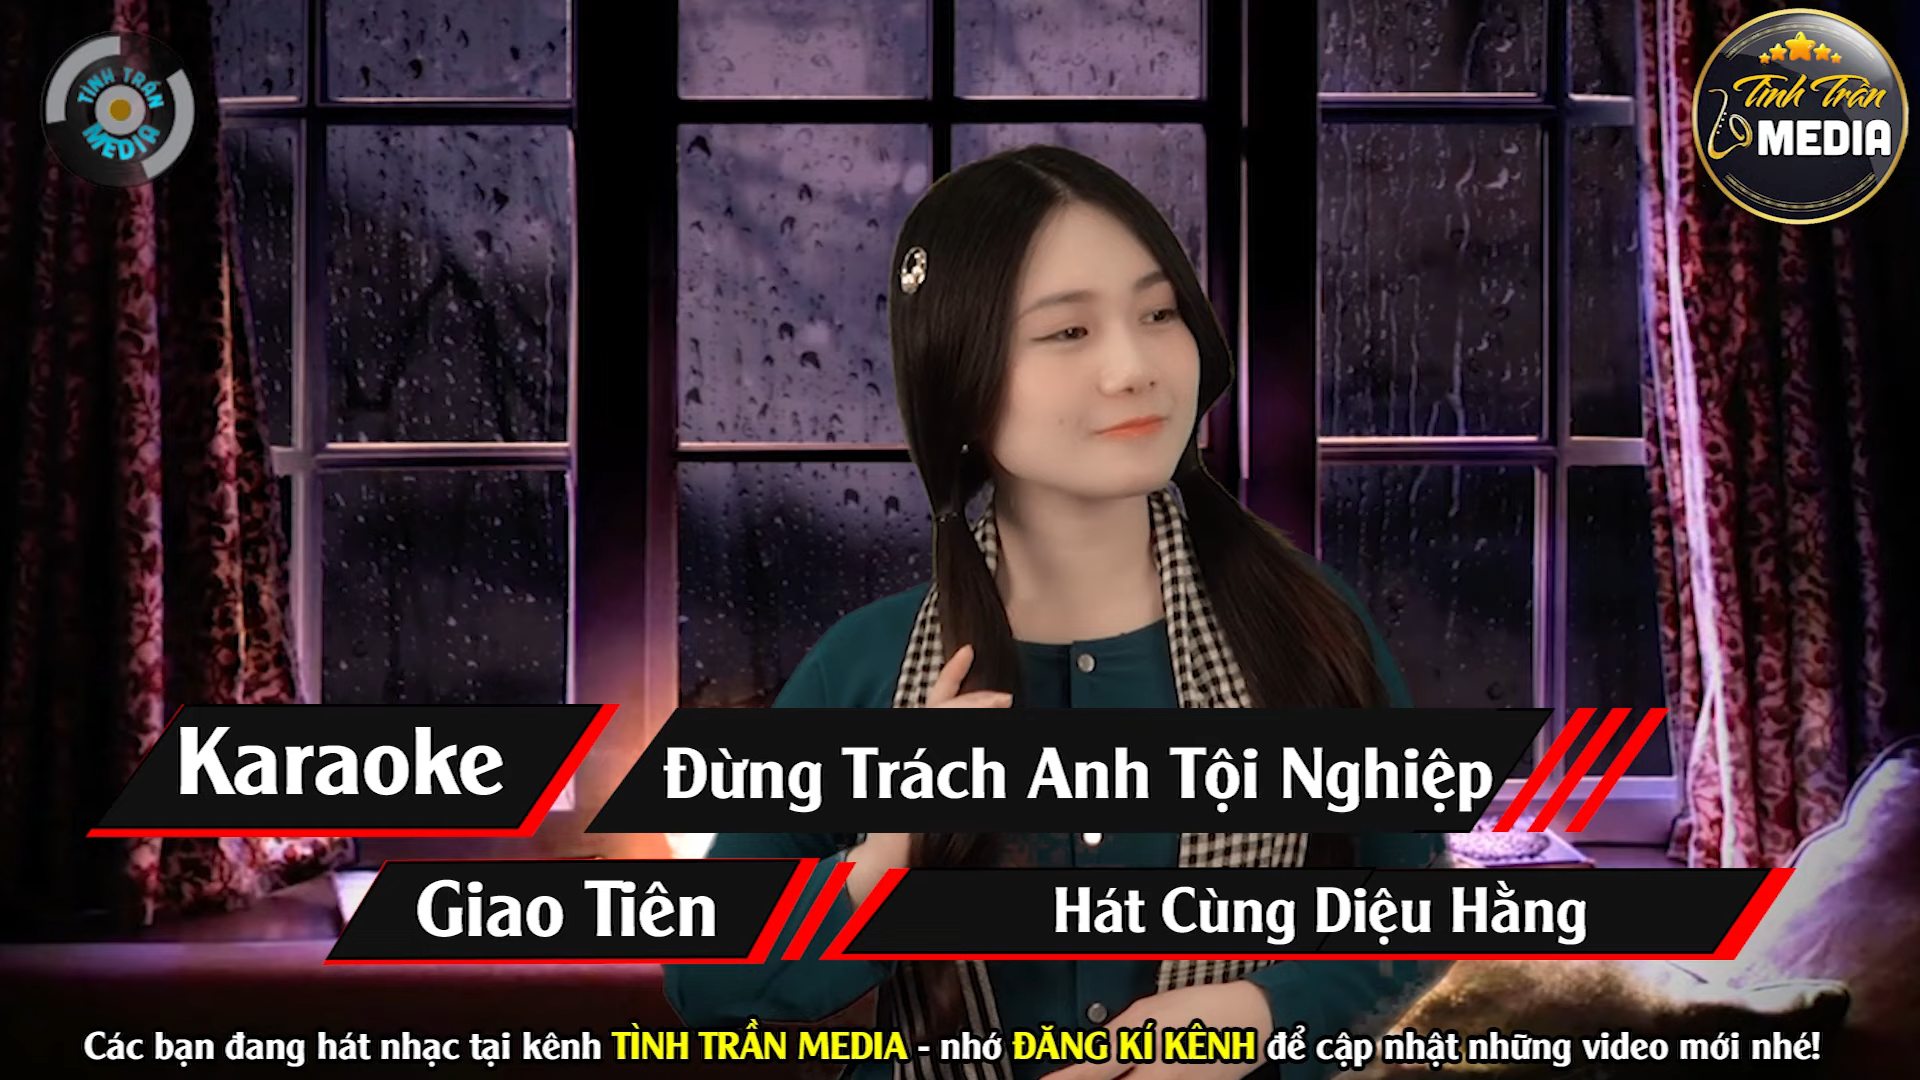 TÌNH TRẦN
MEDIA
Tình Trần
MEDIA
Karaoke
Đừng Trách Anh Tội Nghiệp
Giao Tiên
Hát Cùng Diệu Hằng
Các bạn đang hát nhạc tại kênh TÌNH TRẦN MEDIA - nhớ ĐĂNG KÍ KÊNH để cập nhật những video mới nhé!